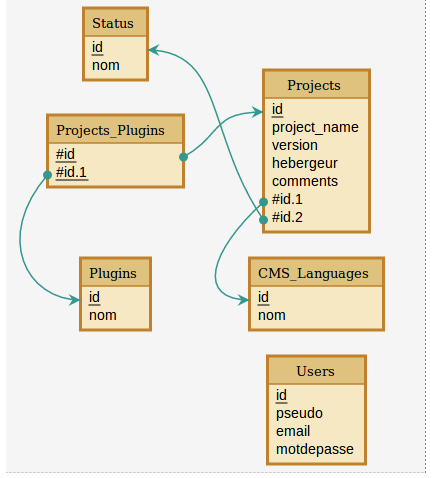 Status
id
nom
Projects
id
project_name
version
hebergeur
comments
#id.1
#id.2
Projects_Plugins
#id
#id.1
Plugins
id
nom
CMS_Languages
id
nom
Users
id
pseudo
email
motdepasse